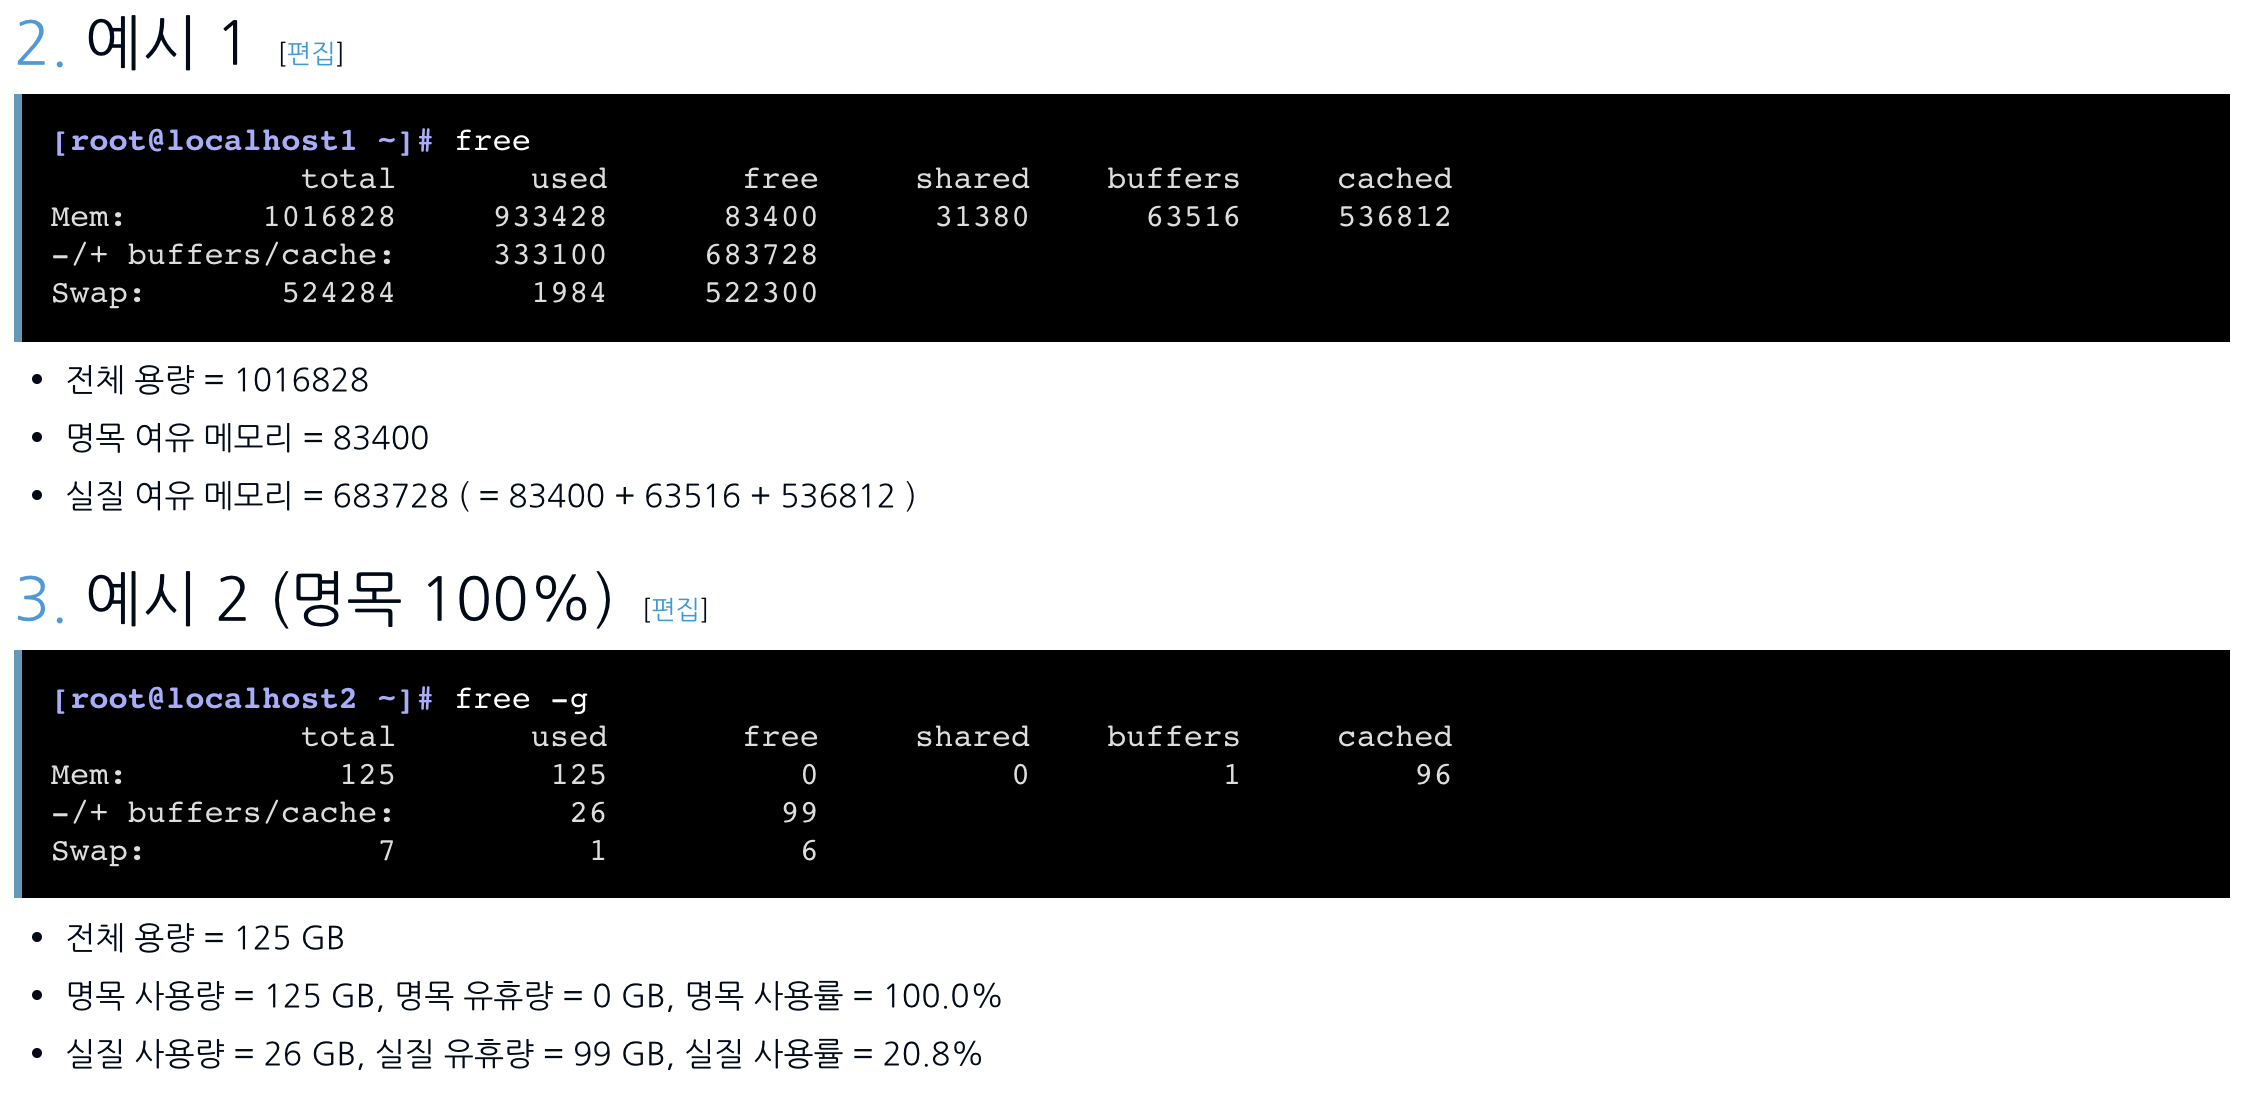 2. 예시 1 [편집]
[root@localhost1 ~]# free
total used free shared buffers cached
Mem: 1016828 933428 83400 31380 63516 536812
-/+ buffers/cache: 333100 683728
Swap: 524284 1984 522300
• 전체 용량 = 1016828
• 명목 여유 메모리 = 83400
• 실질 여유 메모리 = 683728 ( = 83400 + 63516 + 536812 )
3. 예시 2 (명목 100%) [편집]
[root@localhost2 ~]# free -g
total used free shared buffers cached
Mem: 125 125 0 0 1 96
-/+ buffers/cache: 26 99
Swap: 7 1 6
• 전체 용량 = 125 GB
• 명목 사용량 = 125 GB, 명목 유휴량 = 0 GB, 명목 사용률 = 100.0%
• 실질 사용량 = 26 GB, 실질 유휴량 = 99 GB, 실질 사용률 = 20.8%